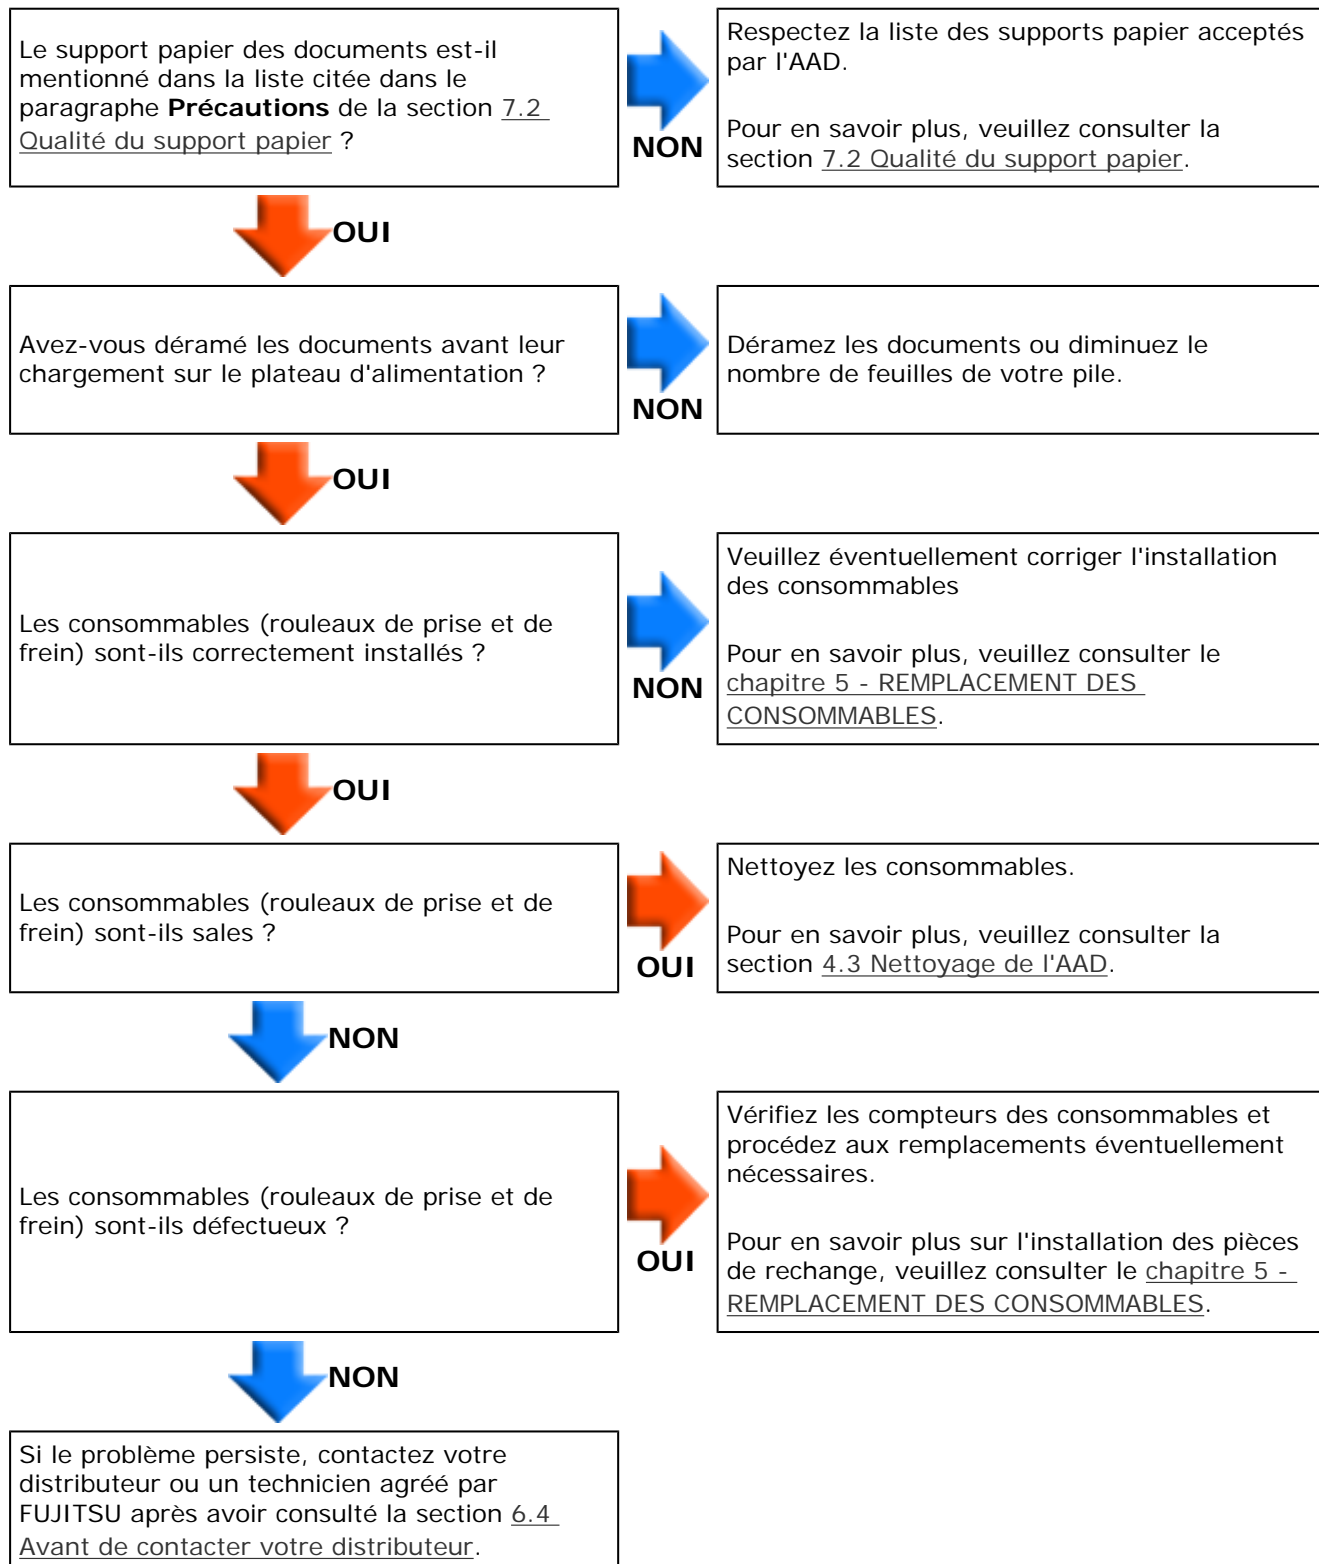 Le support papier des documents est-il
mentionné dans la liste citée dans le
paragraphe Précautions de la section 7.2
Qualité du support papier ?
NON
Respectez la liste des supports papier acceptés
par l'AAD.
Pour en savoir plus, veuillez consulter la
section 7.2 Qualité du support papier.
OUI
Avez-vous déramé les documents avant leur
chargement sur le plateau d'alimentation ?
NON
Déramez les documents ou diminuez le
nombre de feuilles de votre pile.
OUI
Les consommables (rouleaux de prise et de
frein) sont-ils correctement installés ?
NON
Veuillez éventuellement corriger l'installation
des consommables
Pour en savoir plus, veuillez consulter le
chapitre 5 - REMPLACEMENT DES
CONSOMMABLES.
OUI
Les consommables (rouleaux de prise et de
frein) sont-ils sales ?
OUI
Nettoyez les consommables.
Pour en savoir plus, veuillez consulter la
section 4.3 Nettoyage de l'AAD.
NON
Les consommables (rouleaux de prise et de
frein) sont-ils défectueux ?
OUI
Vérifiez les compteurs des consommables et
procédez aux remplacements éventuellement
nécessaires.
Pour en savoir plus sur l'installation des pièces
de rechange, veuillez consulter le chapitre 5 -
REMPLACEMENT DES CONSOMMABLES.
NON
Si le problème persiste, contactez votre
distributeur ou un technicien agréé par
FUJITSU après avoir consulté la section 6.4
Avant de contacter votre distributeur.